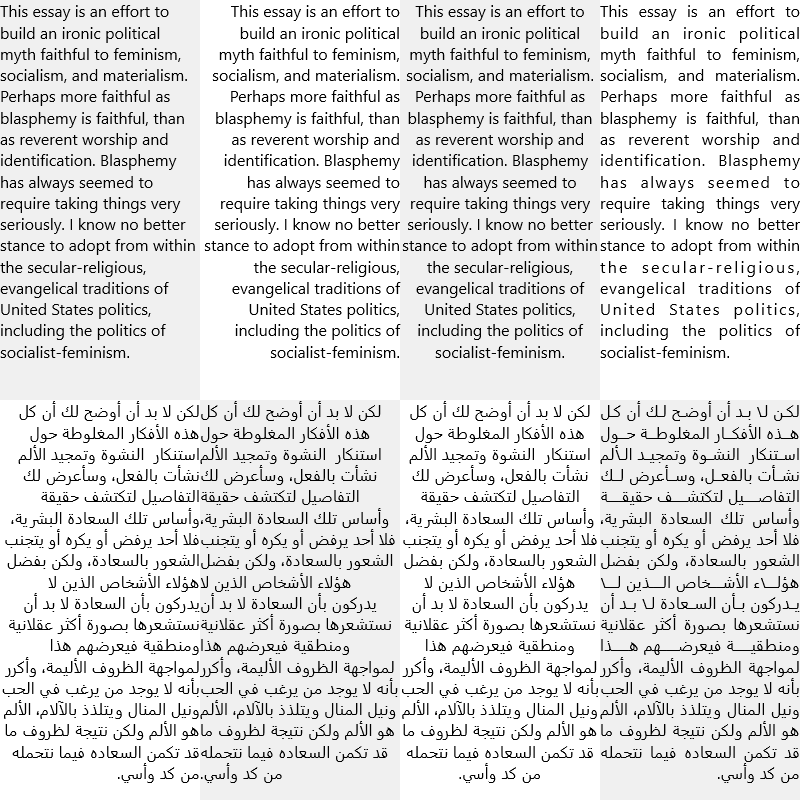 This essay is an effort to
build an ironic political
myth faithful to feminism,
socialism, and materialism.
Perhaps more faithful as
blasphemy is faithful, than
as reverent worship and
identification. Blasphemy
has always seemed to
require taking things very
seriously. I know no better
stance to adopt from within
the secular-religious,
evangelical traditions of
United States politics,
including the politics of
socialist-feminism.
This essay is an effort to
build an ironic political
myth faithful to feminism,
socialism, and materialism.
Perhaps more faithful as
blasphemy is faithful, than
as reverent worship and
identification. Blasphemy
has always seemed to
require taking things very
seriously. I know no better
stance to adopt from within
the secular-religious,
evangelical traditions of
United States politics,
including the politics of
socialist-feminism.
This essay is an effort to
build an ironic political
myth faithful to feminism,
socialism, and materialism.
Perhaps more faithful as
blasphemy is faithful, than
as reverent worship and
identification. Blasphemy
has always seemed to
require taking things very
seriously. I know no better
stance to adopt from within
the secular-religious,
evangelical traditions of
United States politics,
including the politics of
socialist-feminism.
This essay is an effort to
build an ironic political
myth faithful to feminism,
socialism, and materialism.
Perhaps more faithful as
blasphemy is faithful, than
as reverent worship and
identification. Blasphemy
has always seemed to
require taking things very
seriously. I know no better
stance to adopt from within
the secular-religious,
evangelical traditions of
United States politics,
including the politics of
socialist-feminism.
لكن لا بد أن أوضح لك أن كل
هذه الأفكار المغلوطة حول
استنكار النشوة وتمجيد الألم
نشأت بالفعل، وسأعرض لك
التفاصيل لتكتشف حقيقة
وأساس تلك السعادة البشرية،
فلا أحد يرفض أو يكره أو يتجنب
الشعور بالسعادة، ولكن بفضل
هؤلاء الأشخاص الذين لا
يدركون بأن السعادة لا بد أن
نستشعرها بصورة أكثر عقلانية
ومنطقية فيعرضهم هذا
لمواجهة الظروف الأليمة، وأكرر
بأنه لا يوجد من يرغب في الحب
ونيل المنال ويتلذذ بالآلام، الألم
هو الألم ولكن نتيجة لظروف ما
قد تكمن السعاده فيما نتحمله
من كد وأسي.
لكن لا بد أن أوضح لك أن كل
هذه الأفكار المغلوطة حول
استنكار النشوة وتمجيد الألم
نشأت بالفعل، وسأعرض لك
التفاصيل لتكتشف حقيقة
وأساس تلك السعادة البشرية،
فلا أحد يرفض أو يكره أو يتجنب
الشعور بالسعادة، ولكن بفضل
هؤلاء الأشخاص الذين لا
يدركون بأن السعادة لا بد أن
نستشعرها بصورة أكثر عقلانية
ومنطقية فيعرضهم هذا
لمواجهة الظروف الأليمة، وأكرر
بأنه لا يوجد من يرغب في الحب
ونيل المنال ويتلذذ بالآلام، الألم
هو الألم ولكن نتيجة لظروف ما
قد تكمن السعاده فيما نتحمله
من كد وأسي.
لكن لا بد أن أوضح لك أن كل
هذه الأفكار المغلوطة حول
استنكار النشوة وتمجيد الألم
نشأت بالفعل، وسأعرض لك
التفاصيل لتكتشف حقيقة
وأساس تلك السعادة البشرية،
فلا أحد يرفض أو يكره أو يتجنب
الشعور بالسعادة، ولكن بفضل
هؤلاء الأشخاص الذين لا
يدركون بأن السعادة لا بد أن
نستشعرها بصورة أكثر عقلانية
ومنطقية فيعرضهم هذا
لمواجهة الظروف الأليمة، وأكرر
بأنه لا يوجد من يرغب في الحب
ونيل المنال ويتلذذ بالآلام، الألم
هو الألم ولكن نتيجة لظروف ما
قد تكمن السعاده فيما نتحمله
من كد وأسي.
لكن لا بد أن أوضح لك أن كل
هذه الأفكار المغلوطة حول
استنكار النشوة وتمجيد الألم
نشأت بالفعل، وسأعرض لك
التفاصيل لتكتشف حقيقة
وأساس تلك السعادة البشرية،
فلا أحد يرفض أو يكره أو يتجنب
الشعور بالسعادة، ولكن بفضل
هؤلاء الأشخاص الذين لا
يدركون بأن السعادة لا بد أن
نستشعرها بصورة أكثر عقلانية
ومنطقية فيعرضهم هذا
لمواجهة الظروف الأليمة، وأكرر
بأنه لا يوجد من يرغب في الحب
ونيل المنال ويتلذذ بالآلام، الألم
هو الألم ولكن نتيجة لظروف ما
قد تكمن السعاده فيما نتحمله
من كد وأسي.